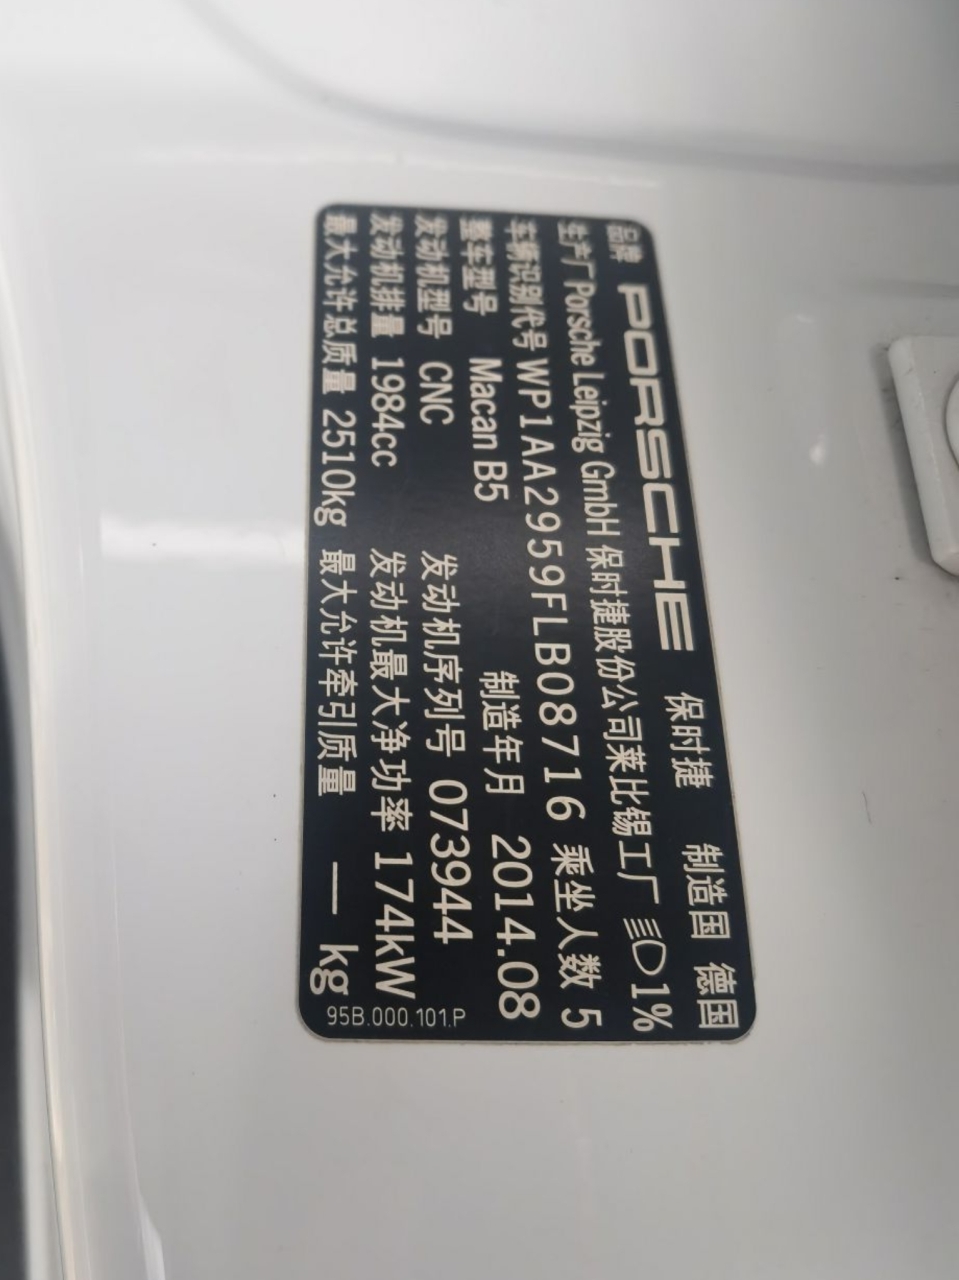 品牌 PORSCHE 保时捷 制造国 德国
生产厂 Porsche Leipzig GmbH 保时捷股份公司莱比锡工厂 1%
车辆识别代号 WP1AA2959FLB08716 乘坐人数 5
整车型号 Macan B5 制造年月 2014.08
发动机型号 CNC 发动机序列号 073944
发动机排量 1984cc 发动机最大净功率 174kW
最大允许总质量 2510kg 最大允许牵引质量 — kg
95B.000.101.P